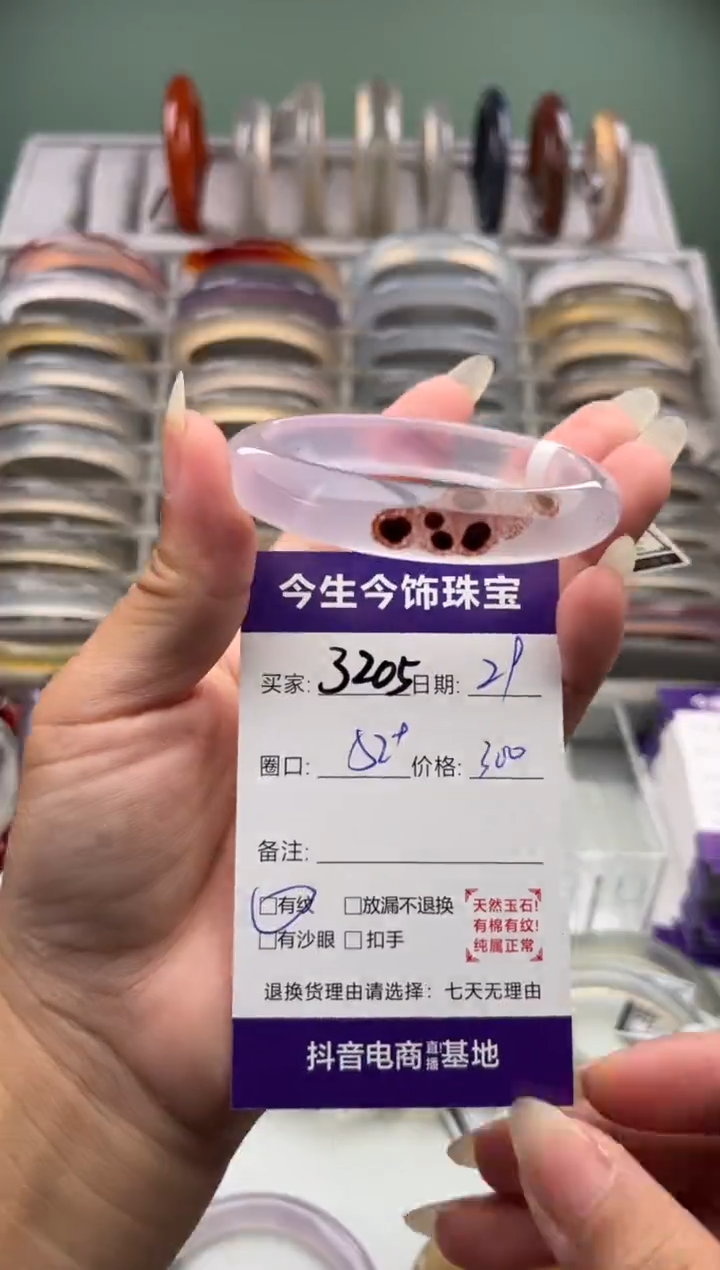 今生今饰珠宝
买家: 3205 日期: 29
圈口: 52+ 价格: 300
备注:
□有纹 □放漏不退换
□有沙眼 □扣手
天然玉石!
有棉有纹!
纯属正常
退换货理由请选择：七天无理由
抖音电商直播基地